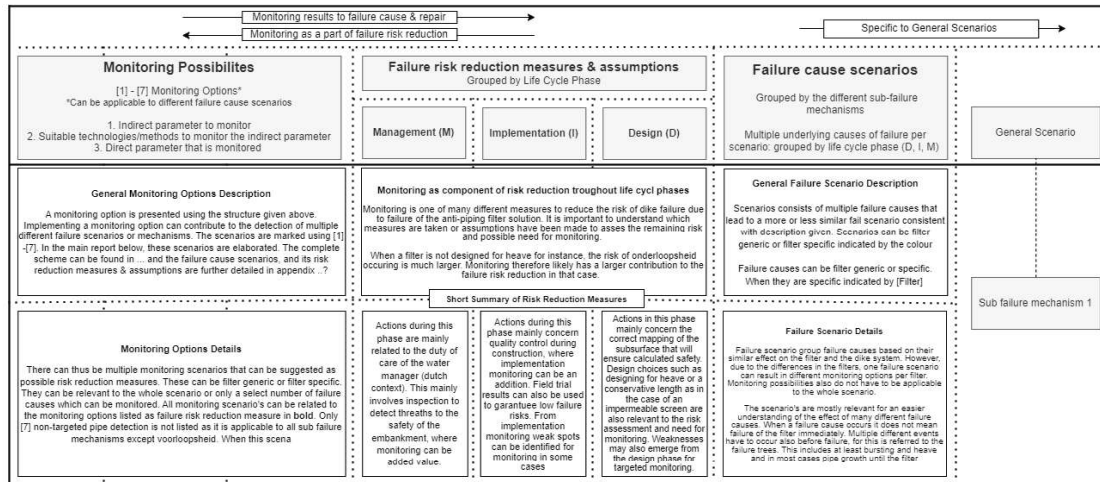 Monitoring results to failure cause & repair
Monitoring as a part of failure risk reduction
Specific to General Scenarios
Monitoring Possibilites
[1] - [7] Monitoring Options*
*Can be applicable to different failure cause scenarios
1. Indirect parameter to monitor
2. Suitable technologies/methods to monitor the indirect parameter
3. Direct parameter that is monitored
Failure risk reduction measures & assumptions
Grouped by Life Cycle Phase
Management (M)
Implementation (I)
Design (D)
Failure cause scenarios
Grouped by the different sub-failure
mechanisms
Multiple underlying causes of failure per
scenario: grouped by life cycle phase (D, I, M)
General Scenario
General Monitoring Options Description
A monitoring option is presented using the structure given above.
Implementing a monitoring option can contribute to the detection of multiple
different failure scenarios or mechanisms. The scenarios are marked using [1]
-[7]. In the main report below, these scenarios are elaborated. The complete
scheme can be found in ... and the failure cause scenarios, and its risk
reduction measures & assumptions are further detailed in appendix ..?
Monitoring as component of risk reduction troughout life cycl phases
Monitoring is one of many different measures to reduce the risk of dike failure due
to failure of the anti-piping filter solution. It is important to understand which
measures are taken or assumptions have been made to asses the remaining risk
and possible need for monitoring.
When a filter is not designed for heave for instance, the risk of onderloopsheid
occuring is much larger. Monitoring therefore likely has a larger contribution to the
failure risk reduction in that case.
General Failure Scenario Description
Scenarios consists of multiple failure causes that
lead to a more or less similar fail scenario consistent
with description given. Scenarios can be filter
generic or filter specific indicated by the colour
Failure causes can be filter generic or specific.
When they are specific indicated by [Filter]
Short Summary of Risk Reduction Measures
Sub failure mechanism 1
Monitoring Options Details
There can thus be multiple monitoring scenarios that can be suggested as
possible risk reduction measures. These can be filter generic or filter specific.
They can be relevant to the whole scenario or only a select number of failure
causes which can be monitored. All monitoring scenario's can be related to
the monitoring options listed as failure risk reduction measure in bold. Only
[7] non-targeted pipe detection is not listed as it is applicable to all sub failure
mechanisms except voorloopsheid. When this scena
Actions during this
phase are mainly
related to the duty of
care of the water
manager (dutch
context). This mainly
involves inspection to
detect threats to the
safety of the
embankment, where
monitoring can be
added value.
Actions during this
phase mainly concern
quality control during
construction, where
implementation
monitoring can be an
addition. Field trial
results can also be used
to garantuee low failure
risks. From
implementation
monitoring weak spots
can be identified for
monitoring in some
cases
Actions in this phase
mainly concern the
correct mapping of the
subsurface that will
ensure calculated safety.
Design choices such as
designing for heave or a
conservative length as in
the case of an
impermeable screen are
also relevant to the risk
assessment and need for
monitoring. Weaknesses
may also emerge from
the design phase for
targeted monitoring.
Failure Scenario Details
Failure scenario group failure causes based on their
similar effect on the filter and the dike system. However,
due to the differences in the filters, one failure scenario
can result in different monitoring options per filter.
Monitoring possibilities also do not have to be applicable
to the whole scenario.
The scenario's are mostly relevant for an easier
understanding of the effect of many different failure
causes. When a failure cause occurs it does not mean
failure of the filter immediately. Multiple different events
have to occur also before failure, for this is referred to the
failure trees. This includes at least bursting and heave
and in most cases pipe growth until the filter